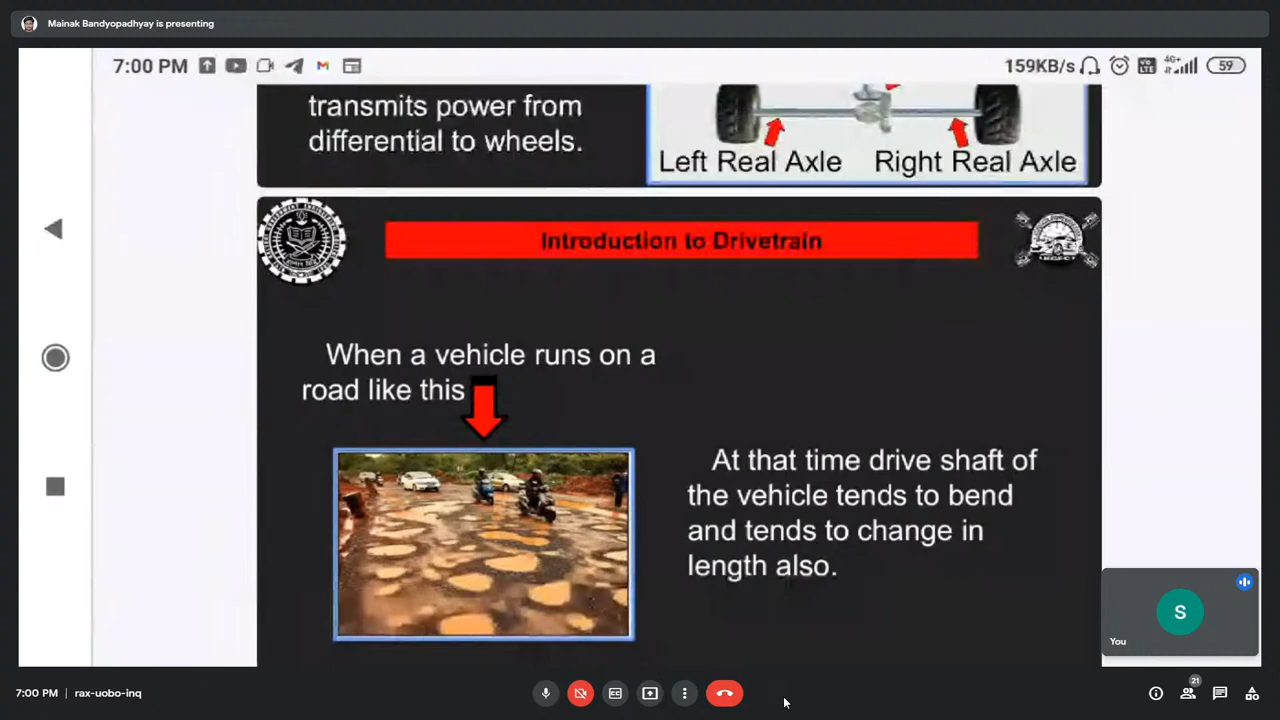 Mainak Bandyopadhyay is presenting
7:00 PM
159KB/s
4G+
59
transmits power from
differential to wheels.
Left Real Axle
Right Real Axle
Introduction to Drivetrain
When a vehicle runs on a
road like this
At that time drive shaft of
the vehicle tends to bend
and tends to change in
length also.
S
You
7:00 PM | rax-uobo-inq
21